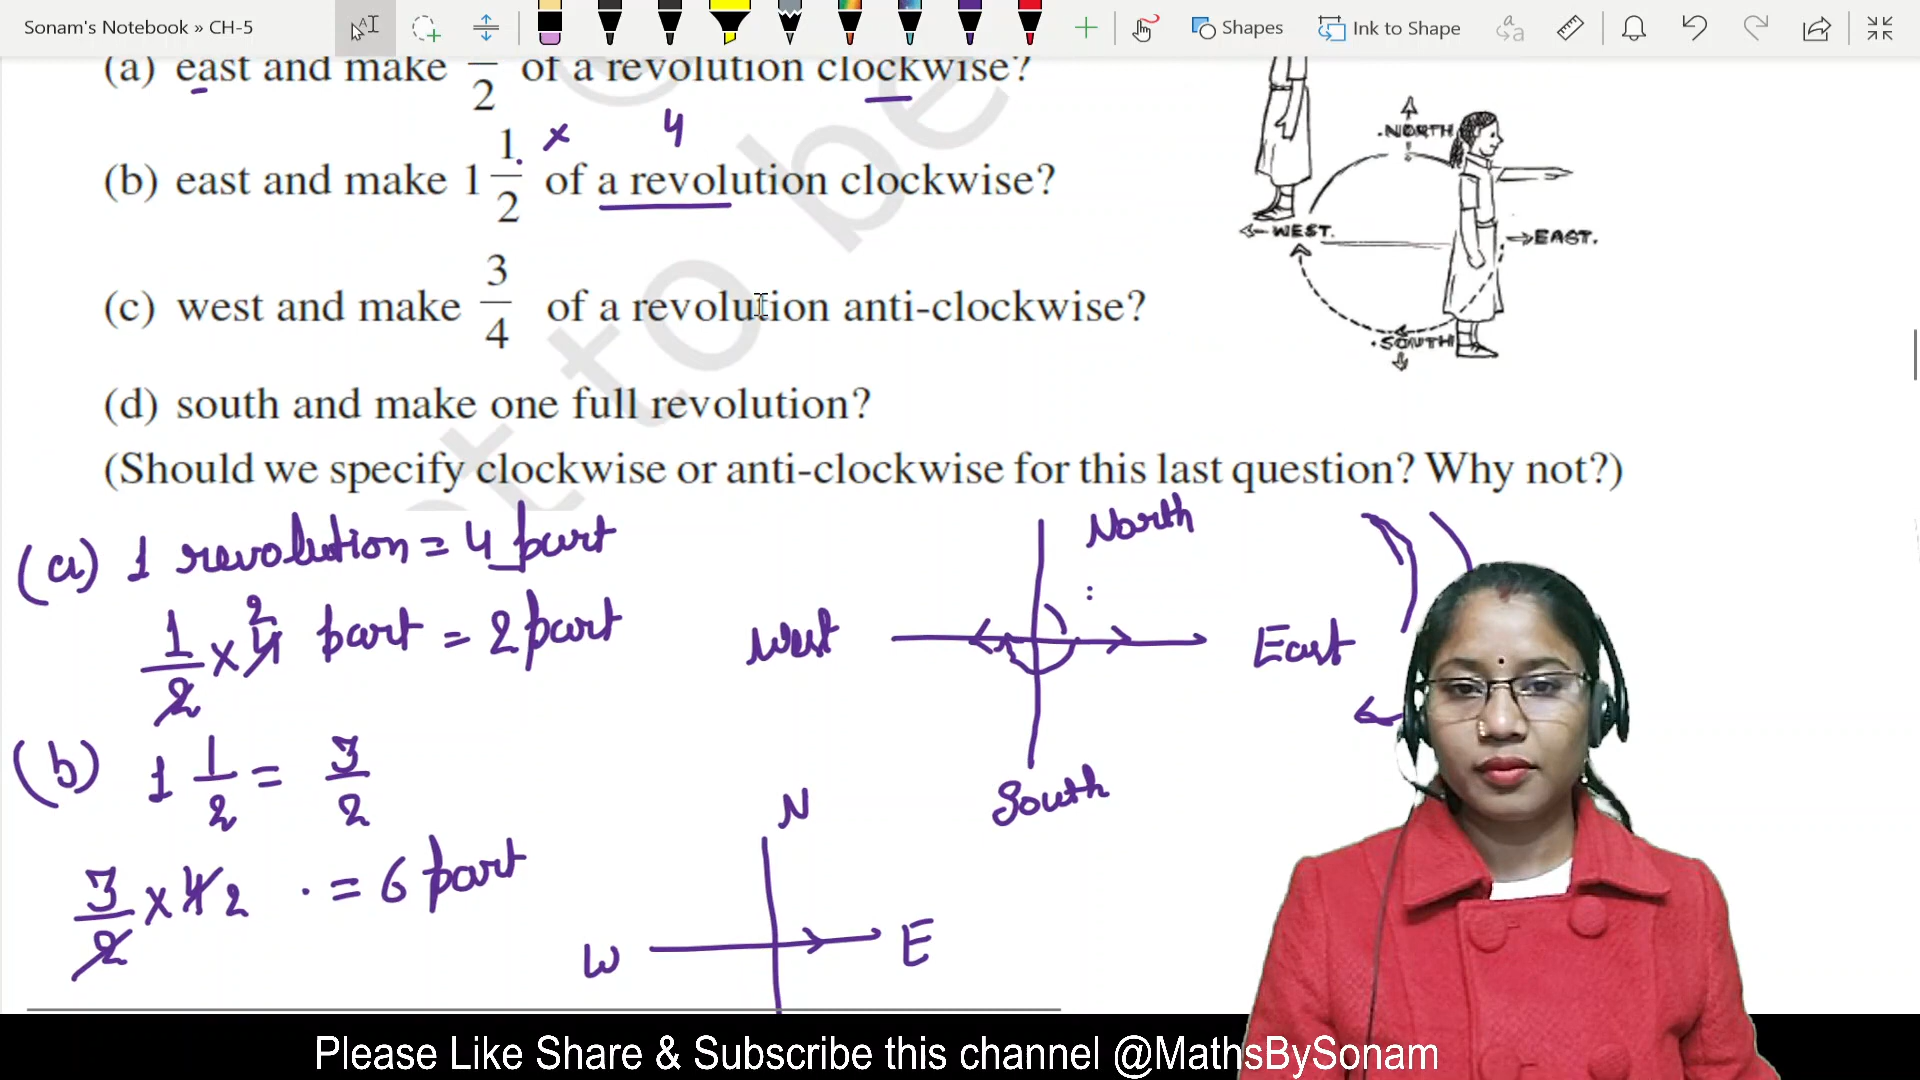 Sonam's Notebook » CH-5
Shapes
Ink to Shape
(a) east and make — 2 of a revolution clockwise?
× 4
(b) east and make 1 1/2 of a revolution clockwise?
(c) west and make 3/4 of a revolution anti-clockwise?
(d) south and make one full revolution?
(Should we specify clockwise or anti-clockwise for this last question? Why not?)
.NORTH
WEST.
EAST.
.SOUTH
(a) 1 revolution = 4 part
1/2 × 4 2 part = 2 part
North
West
East
South
(b) 1 1/2 = 3/2
3/2 × 4 2 = 6 part
N
W
E
Please Like Share & Subscribe this channel @MathsBySonam